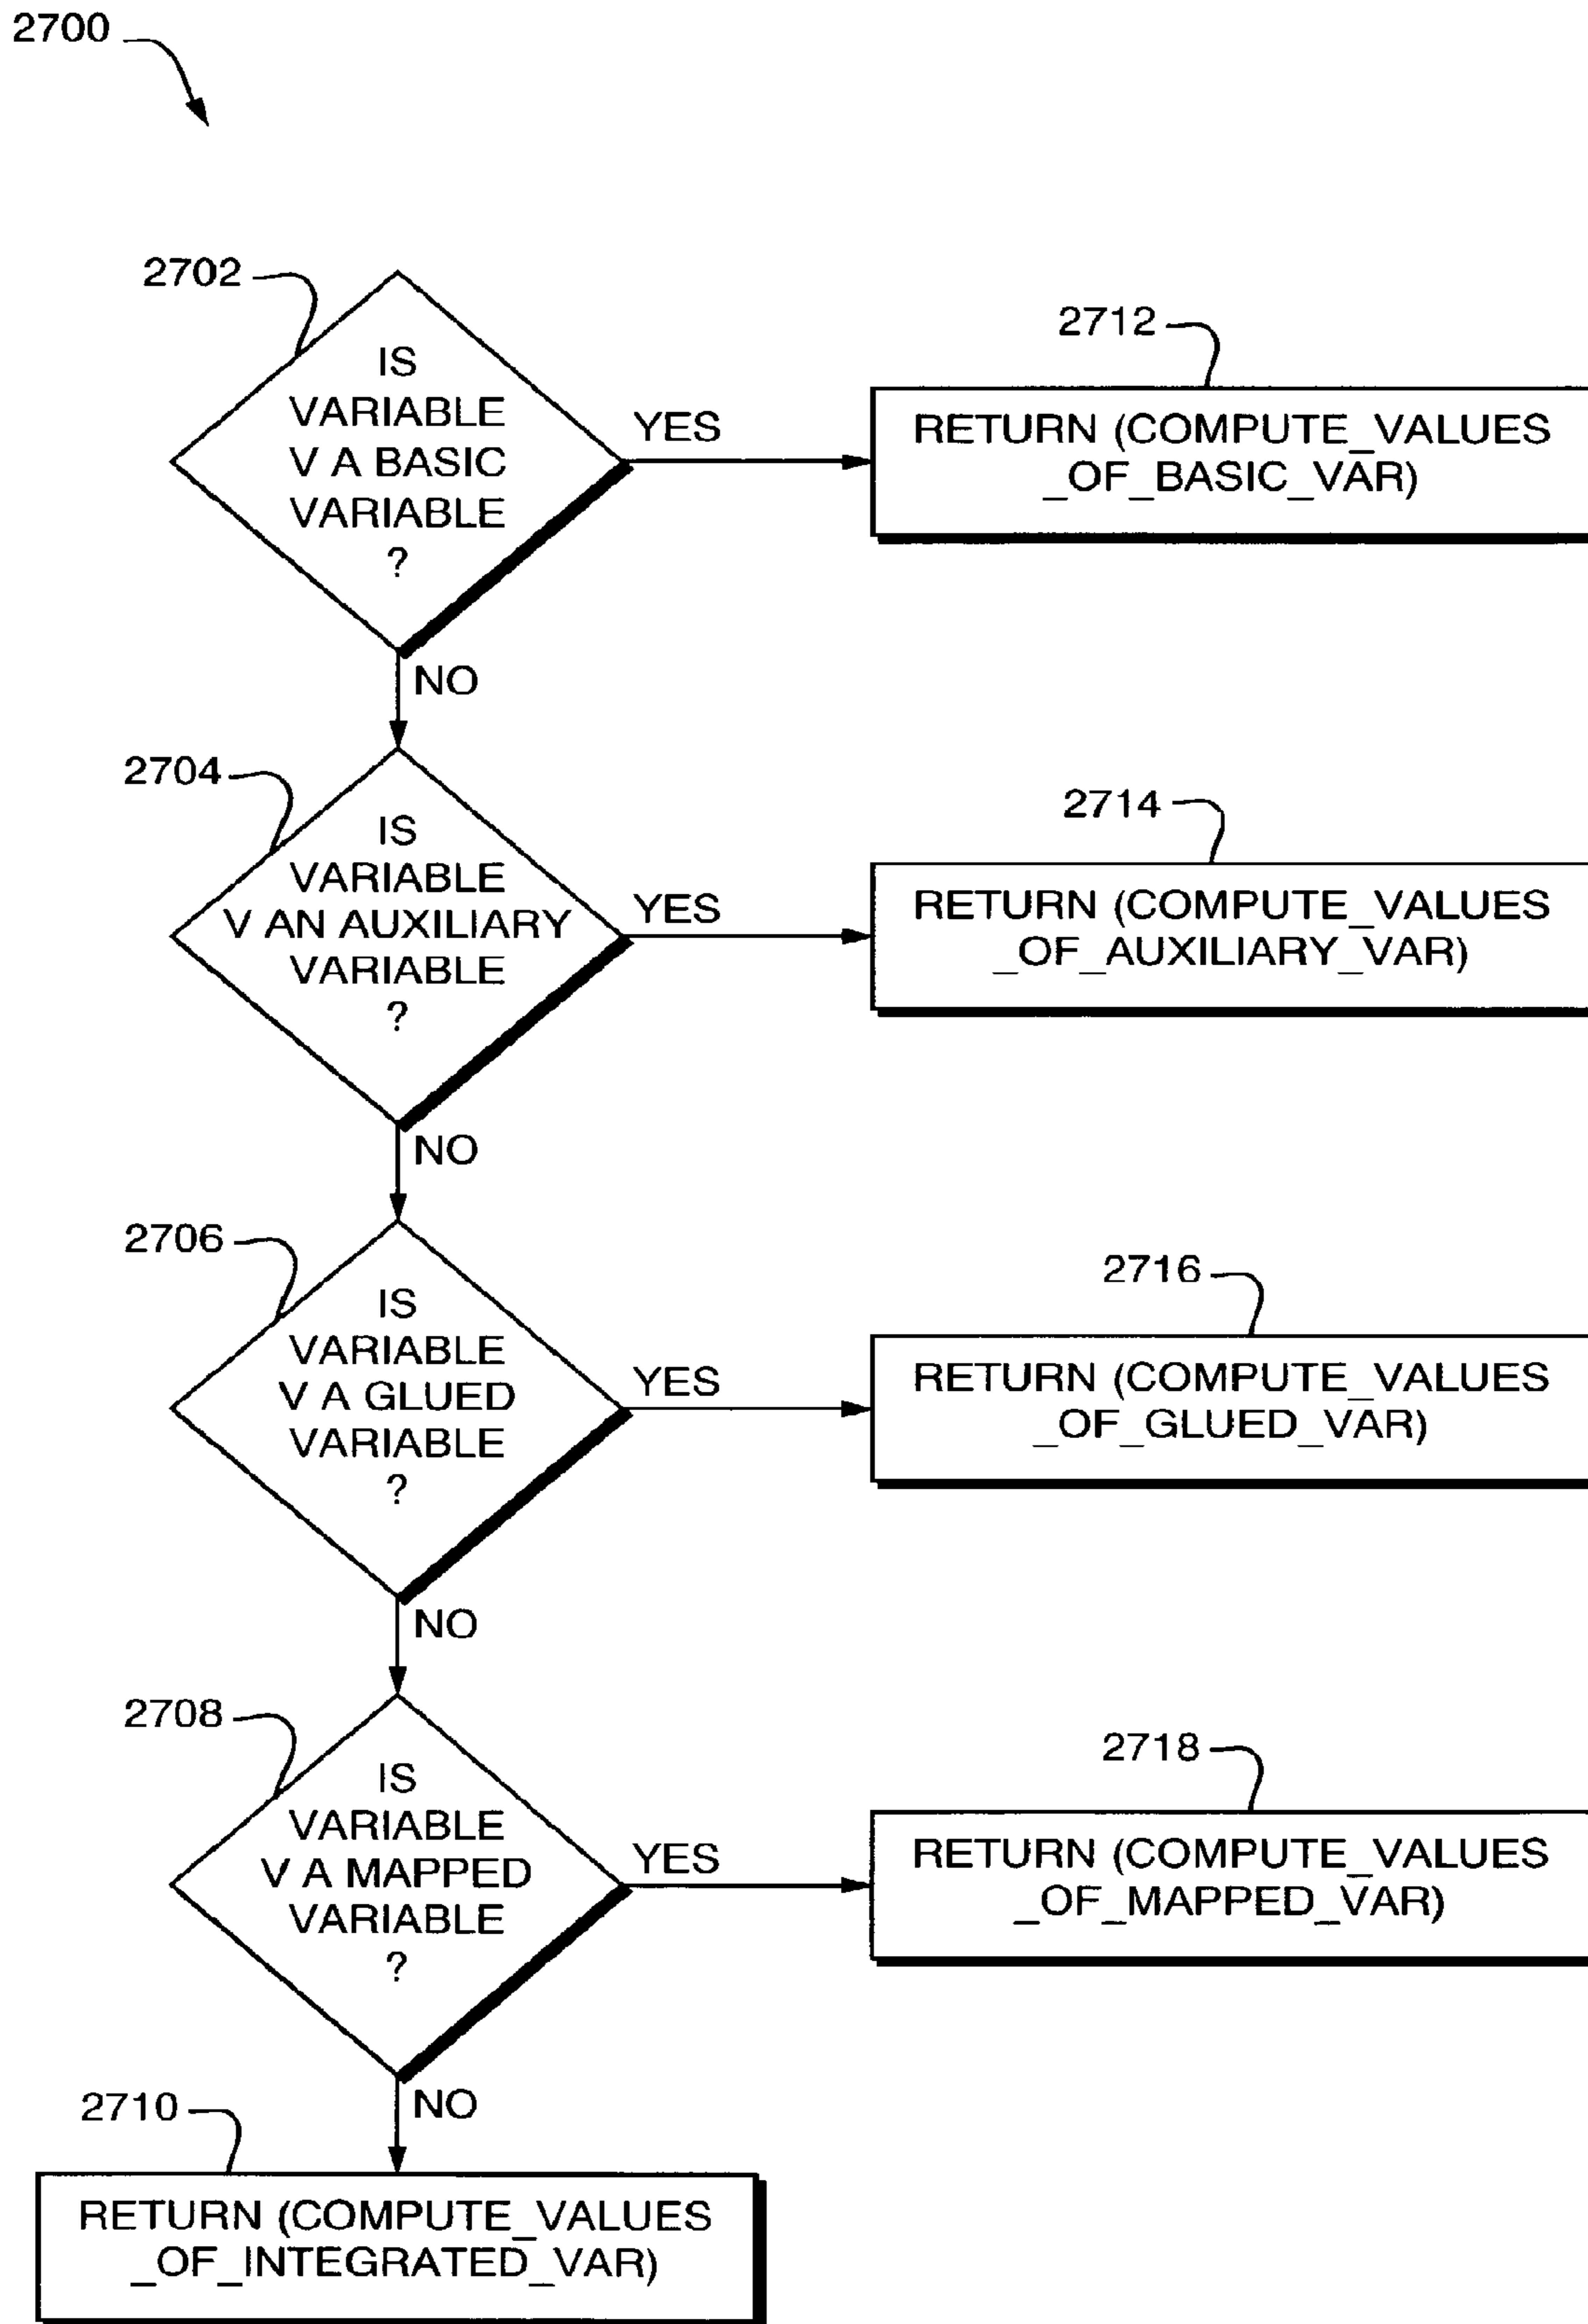 2700
2702
IS
VARIABLE
V A BASIC
VARIABLE
?
YES
2712
RETURN (COMPUTE_VALUES
_OF_BASIC_VAR)
NO
2704
IS
VARIABLE
V AN AUXILIARY
VARIABLE
?
YES
2714
RETURN (COMPUTE_VALUES
_OF_AUXILIARY_VAR)
NO
2706
IS
VARIABLE
V A GLUED
VARIABLE
?
YES
2716
RETURN (COMPUTE_VALUES
_OF_GLUED_VAR)
NO
2708
IS
VARIABLE
V A MAPPED
VARIABLE
?
YES
2718
RETURN (COMPUTE_VALUES
_OF_MAPPED_VAR)
NO
2710
RETURN (COMPUTE_VALUES
_OF_INTEGRATED_VAR)